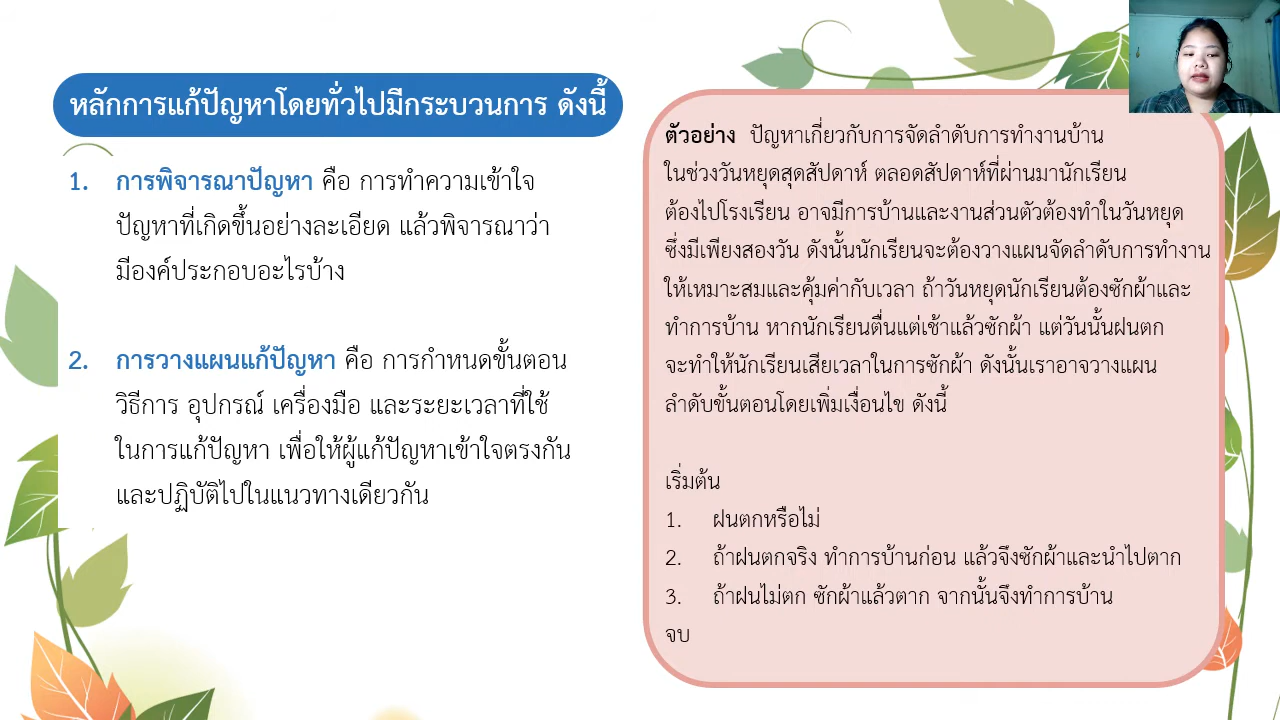 หลักการแก้ปัญหาโดยทั่วไปมีกระบวนการ ดังนี้
1. การพิจารณาปัญหา คือ การทำความเข้าใจ
ปัญหาที่เกิดขึ้นอย่างละเอียด แล้วพิจารณาว่า
มีองค์ประกอบอะไรบ้าง
2. การวางแผนแก้ปัญหา คือ การกำหนดขั้นตอน
วิธีการ อุปกรณ์ เครื่องมือ และระยะเวลาที่ใช้
ในการแก้ปัญหา เพื่อให้ผู้แก้ปัญหาเข้าใจตรงกัน
และปฏิบัติไปในแนวทางเดียวกัน
ตัวอย่าง ปัญหาเกี่ยวกับการจัดลำดับการทำงานบ้าน
ในช่วงวันหยุดสุดสัปดาห์ ตลอดสัปดาห์ที่ผ่านมานักเรียน
ต้องไปโรงเรียน อาจมีการบ้านและงานส่วนตัวต้องทำในวันหยุด
ซึ่งมีเพียงสองวัน ดังนั้นนักเรียนจะต้องวางแผนจัดลำดับการทำงาน
ให้เหมาะสมและคุ้มค่ากับเวลา ถ้าวันหยุดนักเรียนต้องซักผ้าและ
ทำการบ้าน หากนักเรียนตื่นแต่เช้าแล้วซักผ้า แต่วันนั้นฝนตก
จะทำให้นักเรียนเสียเวลาในการซักผ้า ดังนั้นเราอาจวางแผน
ลำดับขั้นตอนโดยเพิ่มเงื่อนไข ดังนี้
เริ่มต้น
1. ฝนตกหรือไม่
2. ถ้าฝนตกจริง ทำการบ้านก่อน แล้วจึงซักผ้าและนำไปตาก
3. ถ้าฝนไม่ตก ซักผ้าแล้วตาก จากนั้นจึงทำการบ้าน
จบ